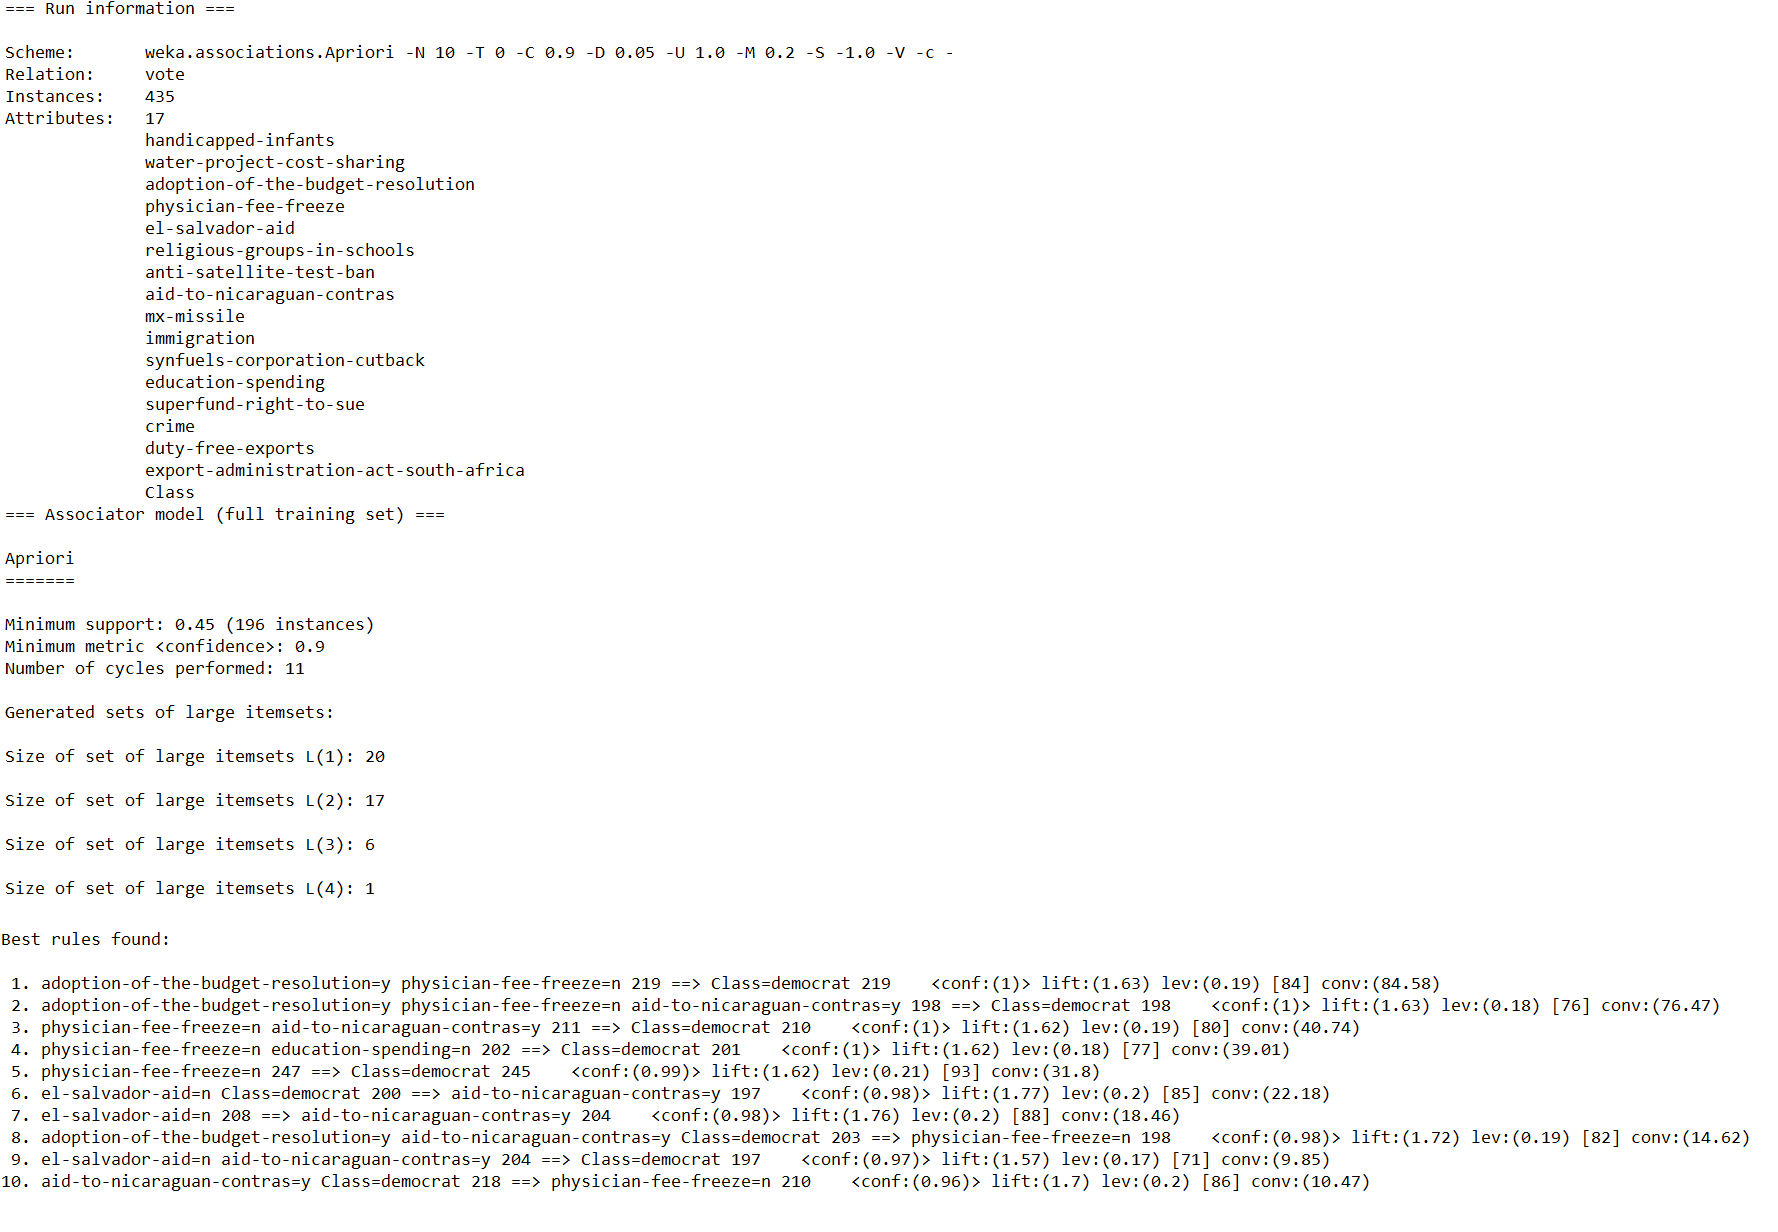 === Run information ===
Scheme:       weka.associations.Apriori -N 10 -T 0 -C 0.9 -D 0.05 -U 1.0 -M 0.2 -S -1.0 -V -c -
Relation:     vote
Instances:    435
Attributes:   17
              handicapped-infants
              water-project-cost-sharing
              adoption-of-the-budget-resolution
              physician-fee-freeze
              el-salvador-aid
              religious-groups-in-schools
              anti-satellite-test-ban
              aid-to-nicaraguan-contras
              mx-missile
              immigration
              synfuels-corporation-cutback
              education-spending
              superfund-right-to-sue
              crime
              duty-free-exports
              export-administration-act-south-africa
              Class
=== Associator model (full training set) ===
Apriori
=======
Minimum support: 0.45 (196 instances)
Minimum metric <confidence>: 0.9
Number of cycles performed: 11
Generated sets of large itemsets:
Size of set of large itemsets L(1): 20
Size of set of large itemsets L(2): 17
Size of set of large itemsets L(3): 6
Size of set of large itemsets L(4): 1
Best rules found:
 1. adoption-of-the-budget-resolution=y physician-fee-freeze=n 219 ==> Class=democrat 219    <conf:(1)> lift:(1.63) lev:(0.19) [84] conv:(84.58)
 2. adoption-of-the-budget-resolution=y physician-fee-freeze=n aid-to-nicaraguan-contras=y 198 ==> Class=democrat 198    <conf:(1)> lift:(1.63) lev:(0.18) [76] conv:(76.47)
 3. physician-fee-freeze=n aid-to-nicaraguan-contras=y 211 ==> Class=democrat 210    <conf:(1)> lift:(1.62) lev:(0.19) [80] conv:(40.74)
 4. physician-fee-freeze=n education-spending=n 202 ==> Class=democrat 201    <conf:(1)> lift:(1.62) lev:(0.18) [77] conv:(39.01)
 5. physician-fee-freeze=n 247 ==> Class=democrat 245    <conf:(0.99)> lift:(1.62) lev:(0.21) [93] conv:(31.8)
 6. el-salvador-aid=n Class=democrat 200 ==> aid-to-nicaraguan-contras=y 197    <conf:(0.98)> lift:(1.77) lev:(0.2) [85] conv:(22.18)
 7. el-salvador-aid=n 208 ==> aid-to-nicaraguan-contras=y 204    <conf:(0.98)> lift:(1.76) lev:(0.2) [88] conv:(18.46)
 8. adoption-of-the-budget-resolution=y aid-to-nicaraguan-contras=y Class=democrat 203 ==> physician-fee-freeze=n 198    <conf:(0.98)> lift:(1.72) lev:(0.19) [82] conv:(14.62)
 9. el-salvador-aid=n aid-to-nicaraguan-contras=y 204 ==> Class=democrat 197    <conf:(0.97)> lift:(1.57) lev:(0.17) [71] conv:(9.85)
10. aid-to-nicaraguan-contras=y Class=democrat 218 ==> physician-fee-freeze=n 210    <conf:(0.96)> lift:(1.7) lev:(0.2) [86] conv:(10.47)